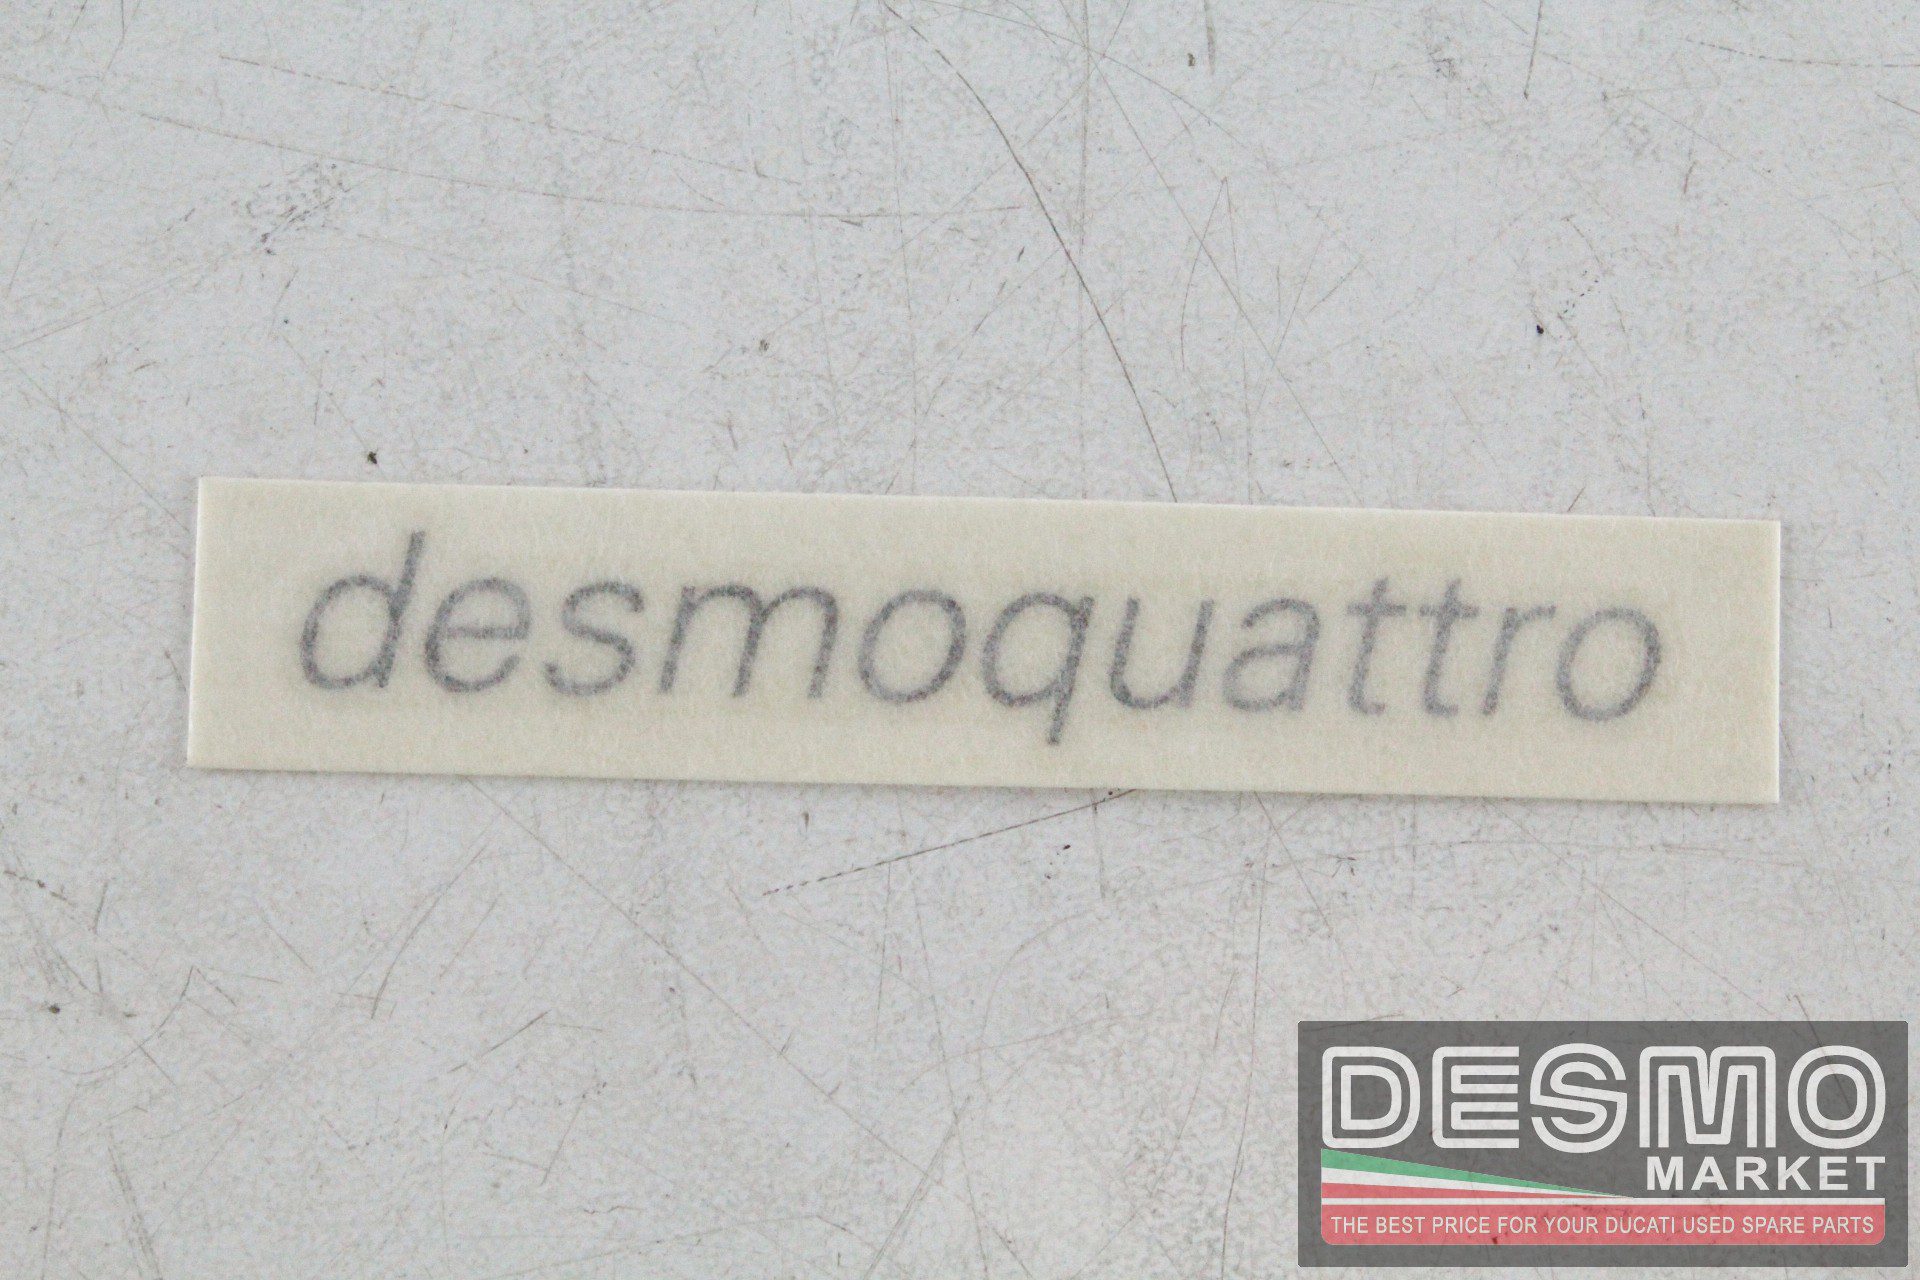 desmoquattro
DESMO
MARKET
THE BEST PRICE FOR YOUR DUCATI USED SPARE PARTS